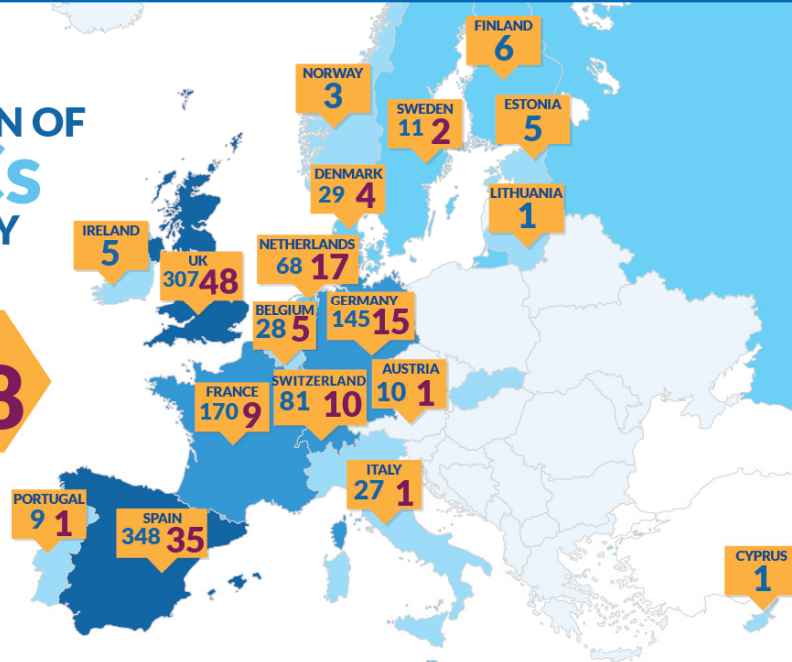 N OF
CS
Y
3
FINLAND
6
NORWAY
3
SWEDEN
11 2
ESTONIA
5
DENMARK
29 4
LITHUANIA
1
IRELAND
5
UK
307 48
NETHERLANDS
68 17
BELGIUM
28 5
GERMANY
145 15
FRANCE
170 9
SWITZERLAND
81 10
AUSTRIA
10 1
ITALY
27 1
PORTUGAL
9 1
SPAIN
348 35
CYPRUS
1